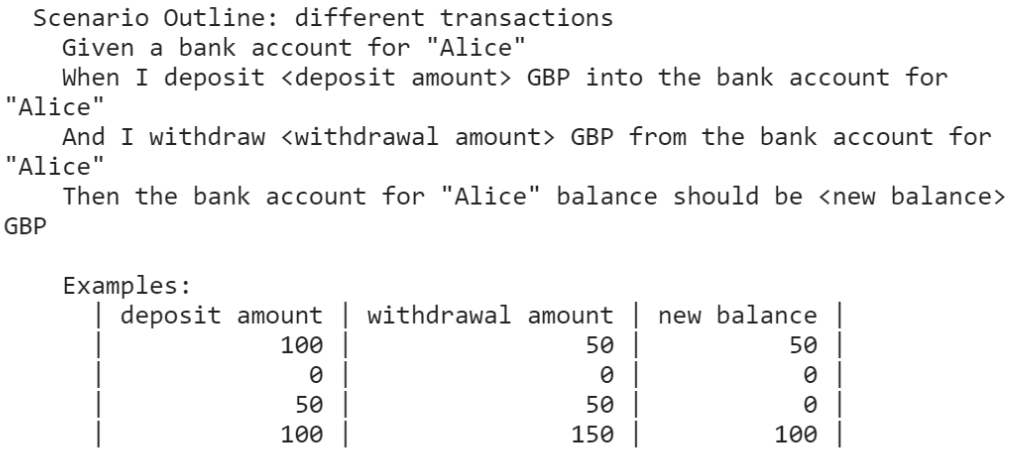 Scenario Outline: different transactions
Given a bank account for "Alice"
When I deposit <deposit amount> GBP into the bank account for
"Alice"
And I withdraw <withdrawal amount> GBP from the bank account for
"Alice"
Then the bank account for "Alice" balance should be <new balance>
GBP
Examples:
| deposit amount | withdrawal amount | new balance |
| 100 | 50 | 50 |
| 0 | 0 | 0 |
| 50 | 50 | 0 |
| 100 | 150 | 100 |